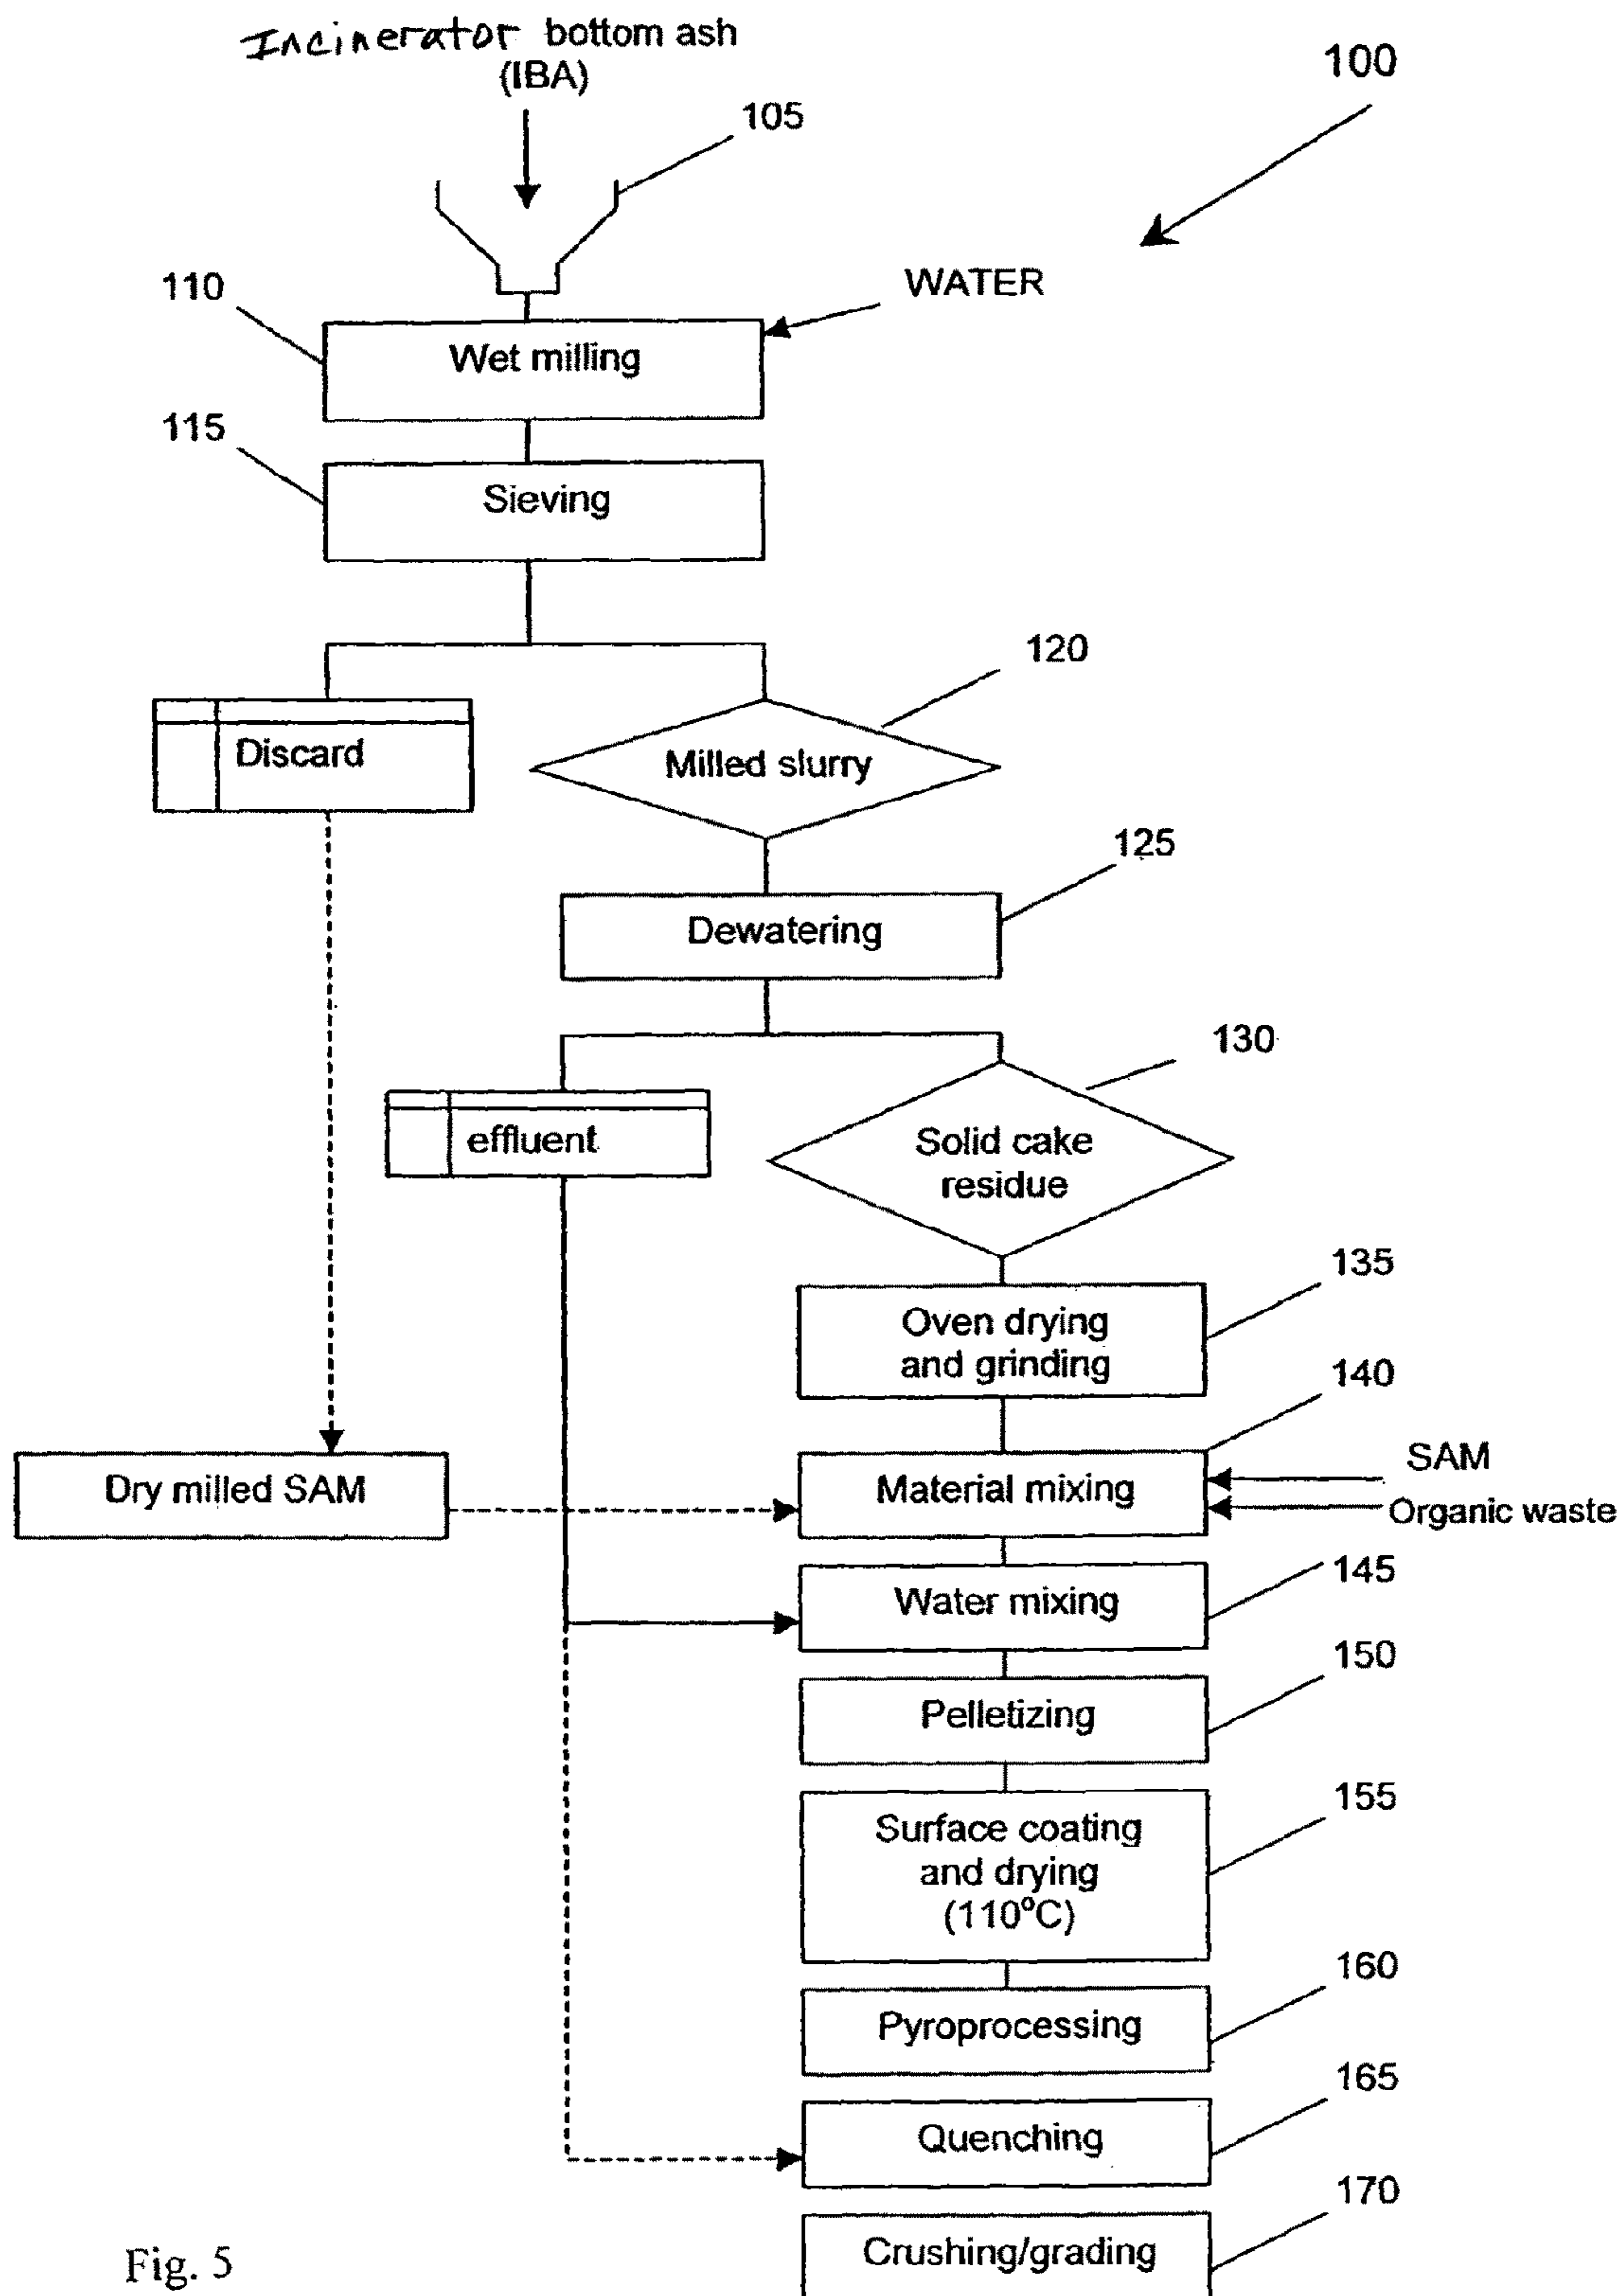 Incinerator bottom ash
(IBA)
100
105
WATER
110
Wet milling
115
Sieving
120
Discard
Milled slurry
125
Dewatering
130
effluent
Solid cake
residue
135
Oven drying
and grinding
140
Dry milled SAM
Material mixing
SAM
Organic waste
145
Water mixing
150
Pelletizing
155
Surface coating
and drying
(110ºC)
160
Pyroprocessing
165
Quenching
170
Crushing/grading
Fig. 5